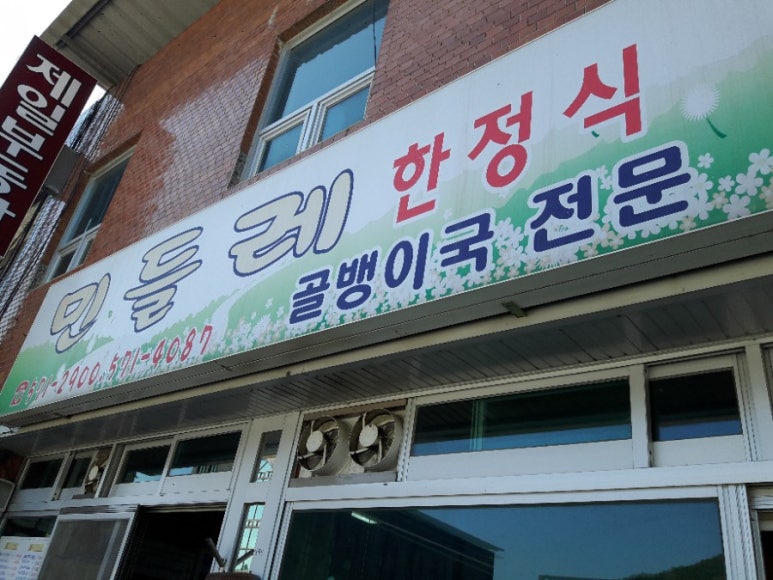 제일부동산
민들레 한정식
골뱅이국 전문
☎571-2900, 571-4087